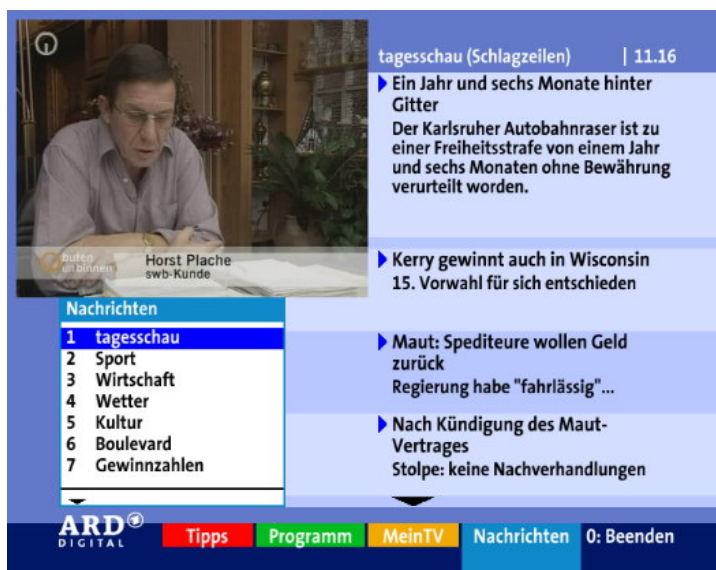 tagesschau (Schlagzeilen) | 11.16
Ein Jahr und sechs Monate hinter
Gitter
Der Karlsruher Autobahnraser ist zu
einer Freiheitsstrafe von einem Jahr
und sechs Monaten ohne Bewährung
verurteilt worden.
buten
un binnen
Horst Plache
swb-Kunde
Kerry gewinnt auch in Wisconsin
15. Vorwahl für sich entschieden
Nachrichten
1 tagesschau
2 Sport
3 Wirtschaft
4 Wetter
5 Kultur
6 Boulevard
7 Gewinnzahlen
Maut: Spediteure wollen Geld
zurück
Regierung habe "fahrlässig"...
Nach Kündigung des Maut-
Vertrages
Stolpe: keine Nachverhandlungen
ARD
DIGITAL
Tipps
Programm
MeinTV
Nachrichten
0: Beenden